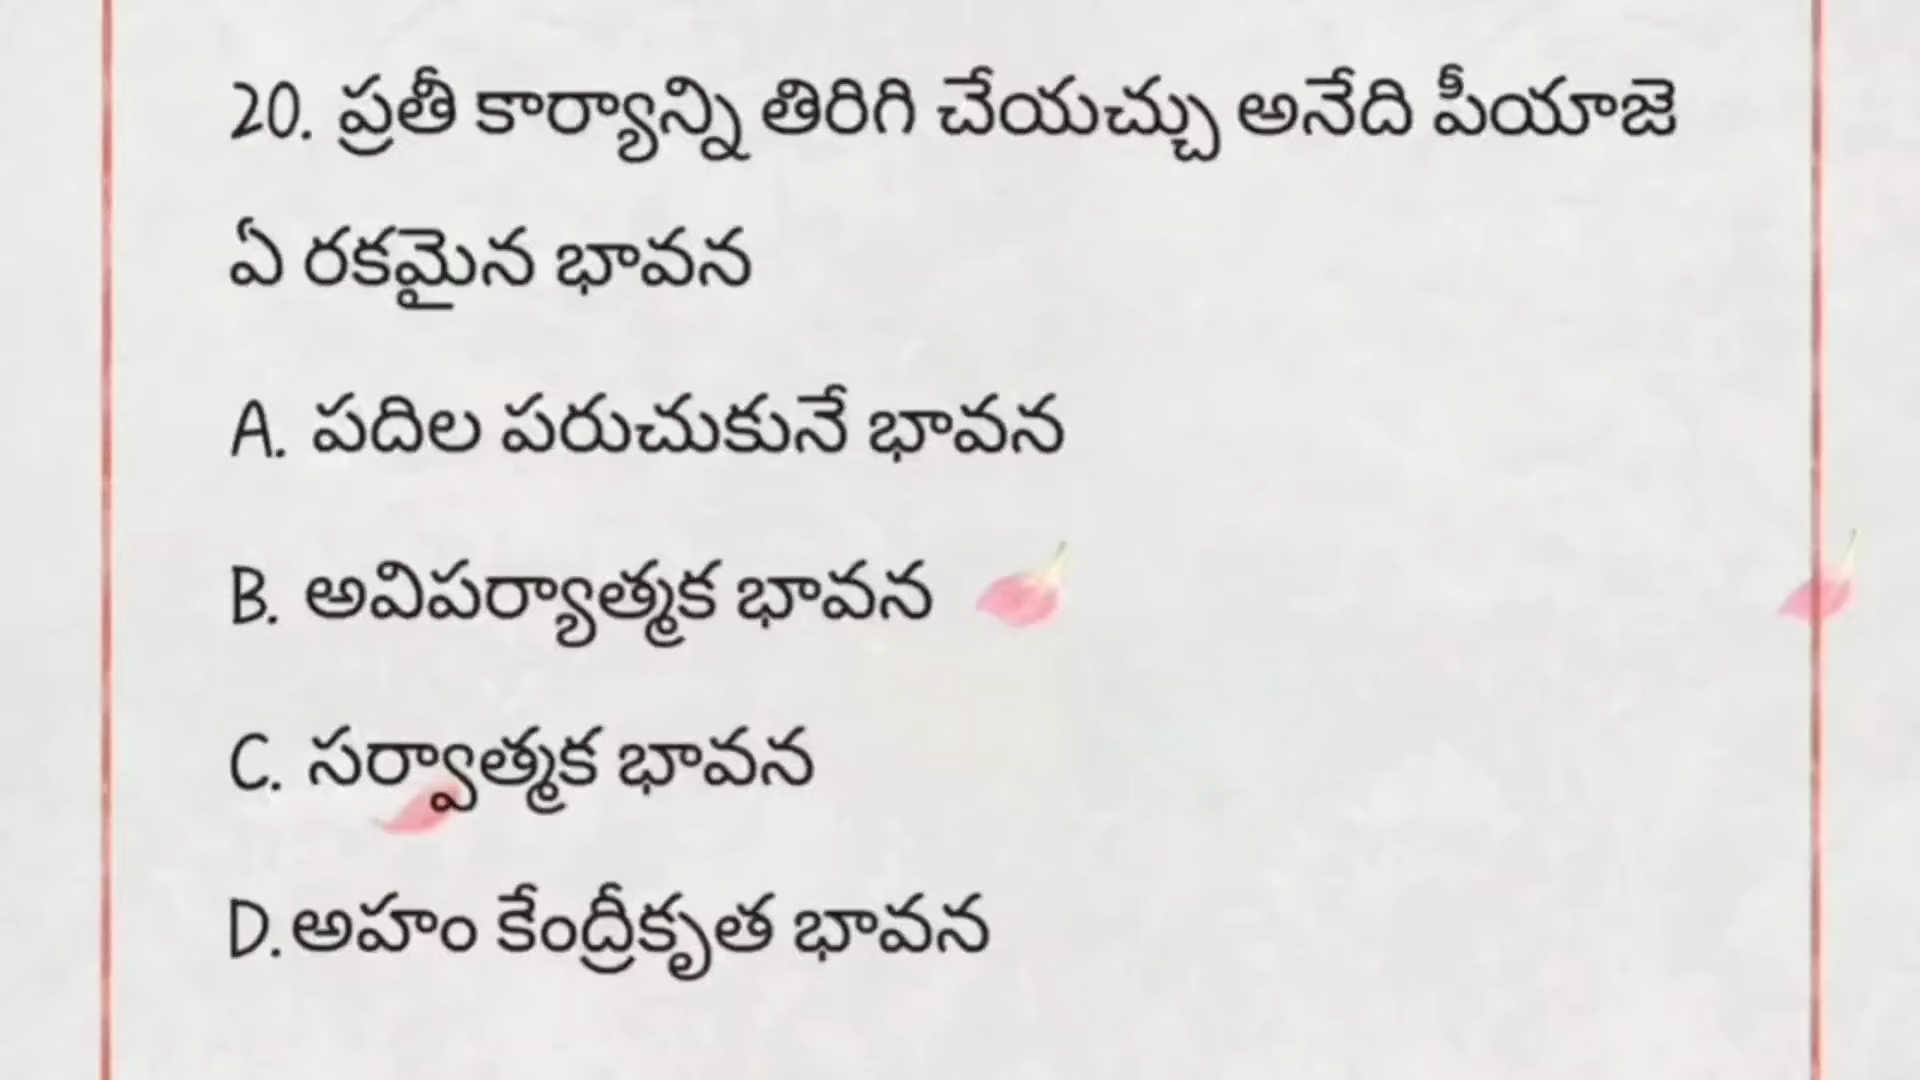 20. ప్రతీ కార్యాన్ని తిరిగి చేయచ్చు అనేది పీయాజె
ఏ రకమైన భావన
A. పదిల పరుచుకునే భావన
B. అవిపర్యాత్మక భావన
C. సర్వాత్మక భావన
D. అహం కేంద్రీకృత భావన